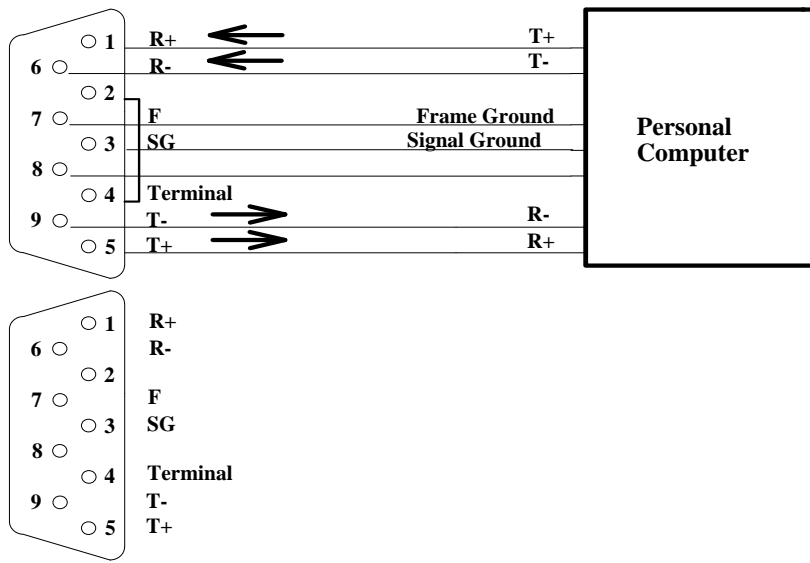 1 R+ T+
6 R- T-
2
7 F Frame Ground
3 SG Signal Ground
8
4 Terminal
9 T- R-
5 T+ R+
Personal
Computer
1 R+
6 R-
2
7 F
3 SG
8
4 Terminal
9 T-
5 T+